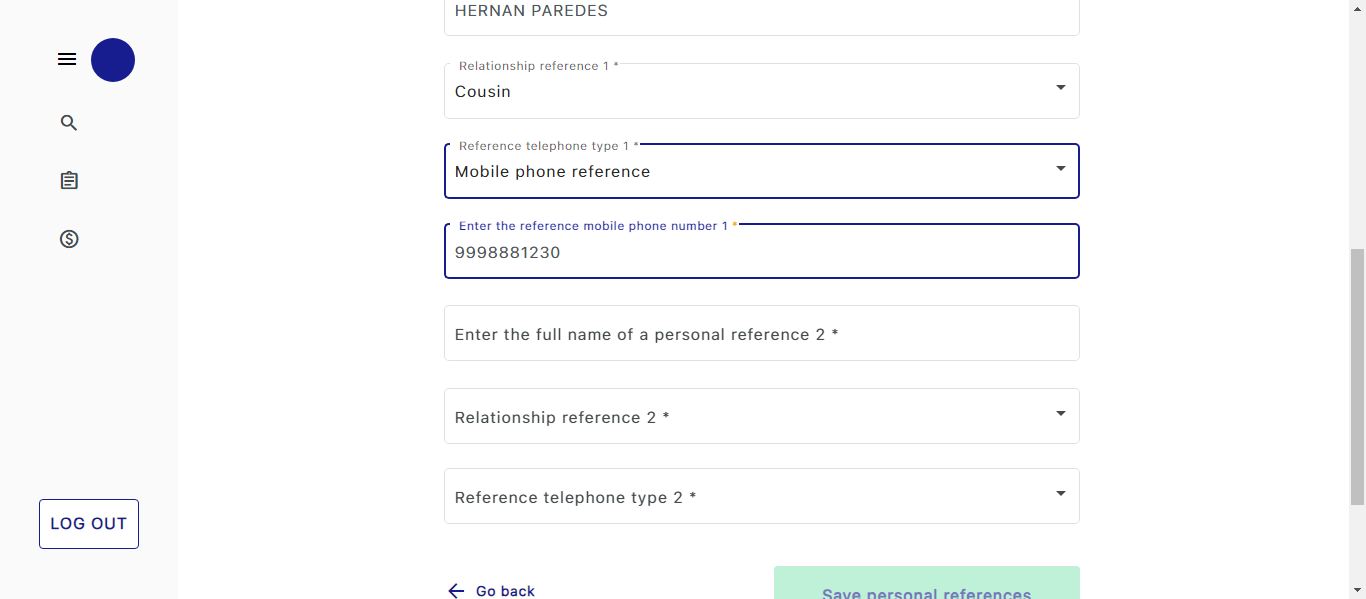 HERNAN PAREDES
Relationship reference 1 *
Cousin
Reference telephone type 1 *
Mobile phone reference
Enter the reference mobile phone number 1 *
9998881230
Enter the full name of a personal reference 2 *
Relationship reference 2 *
Reference telephone type 2 *
LOG OUT
Go back
Save personal references